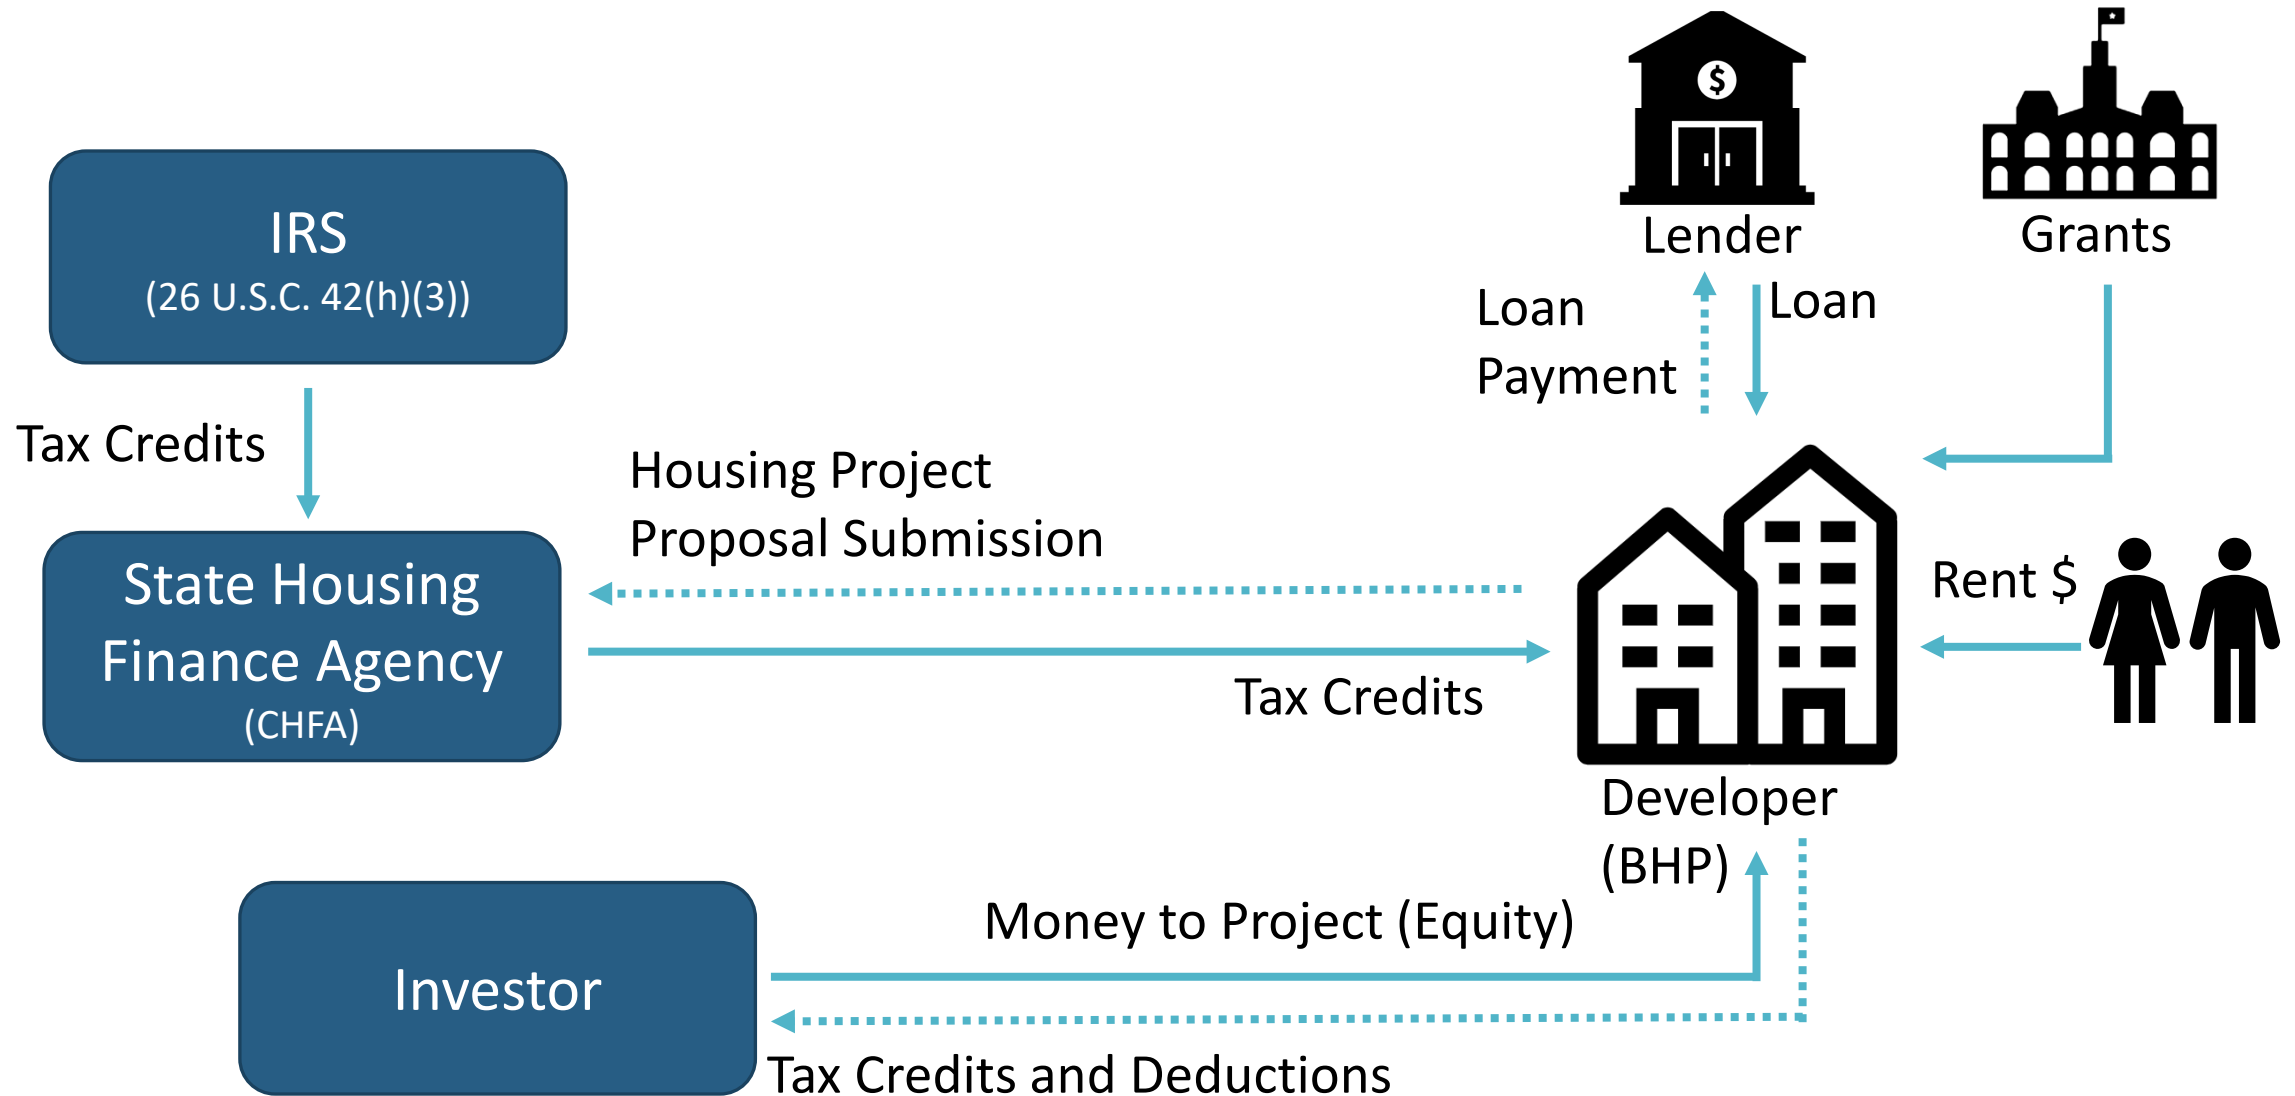 IRS
(26 U.S.C. 42(h)(3))
Tax Credits
State Housing
Finance Agency
(CHFA)
Housing Project
Proposal Submission
Tax Credits
$
Lender
Grants
Loan
Payment
Loan
Rent $
Developer
(BHP)
Investor
Money to Project (Equity)
Tax Credits and Deductions